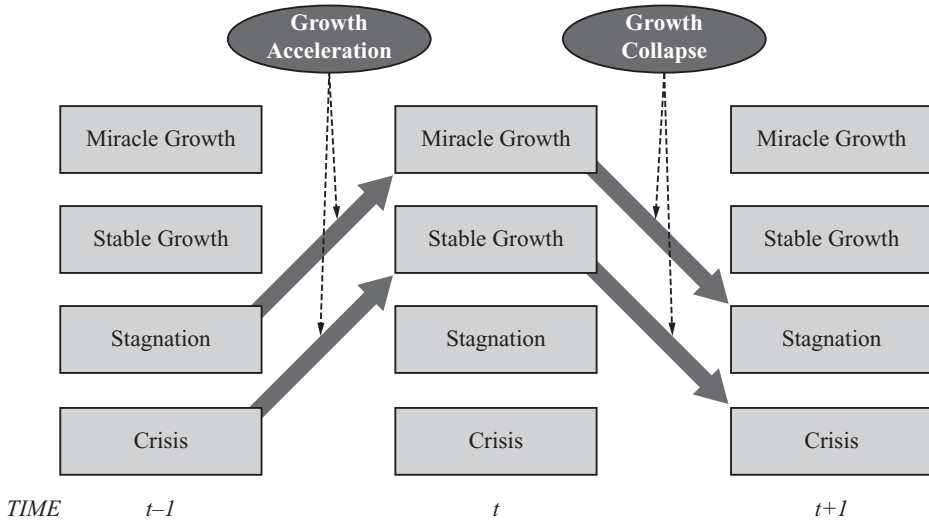 Growth
Acceleration
Growth
Collapse
Miracle Growth
Miracle Growth
Miracle Growth
Stable Growth
Stable Growth
Stable Growth
Stagnation
Stagnation
Stagnation
Crisis
Crisis
Crisis
TIME
t–1
t
t+1